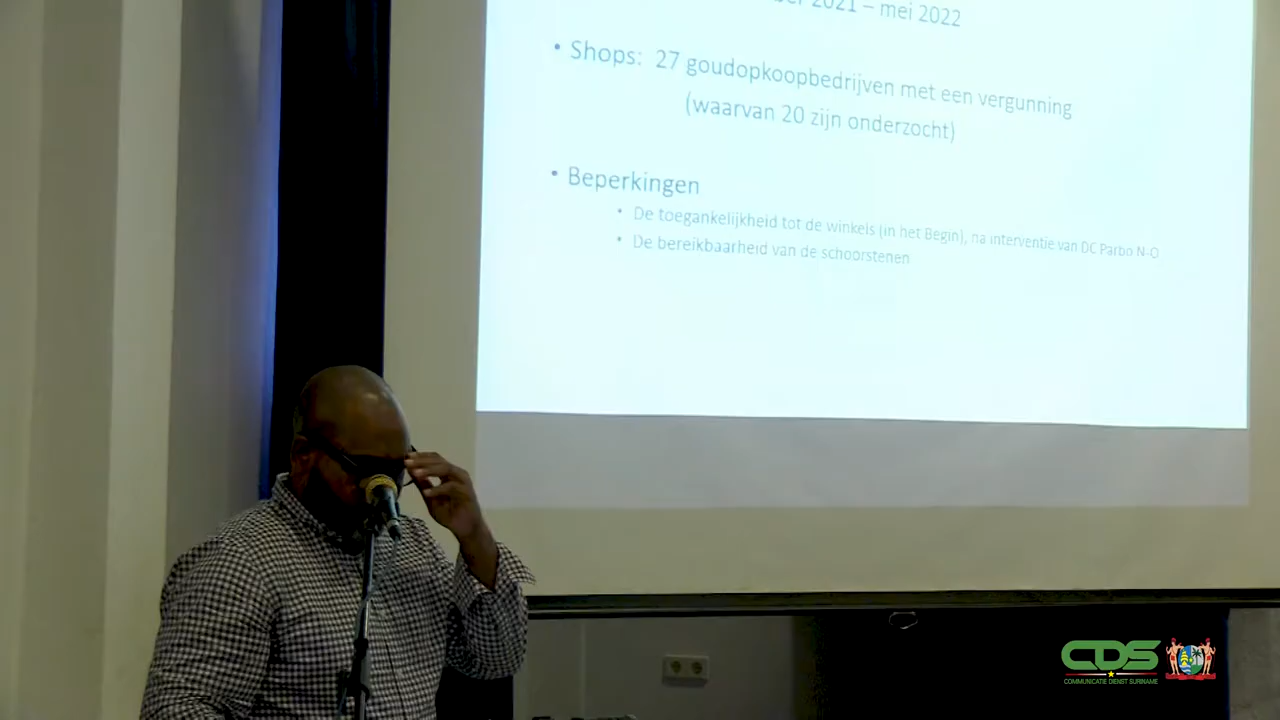 2021 – mei 2022
• Shops: 27 goudopkoopbedrijven met een vergunning
(waarvan 20 zijn onderzocht)
• Beperkingen
• De toegankelijkheid tot de winkels (in het Begin), na interventie van DC Parbo N-O
• De bereikbaarheid van de schoorstenen
CDS
COMMUNICATIE DIENST SURINAME